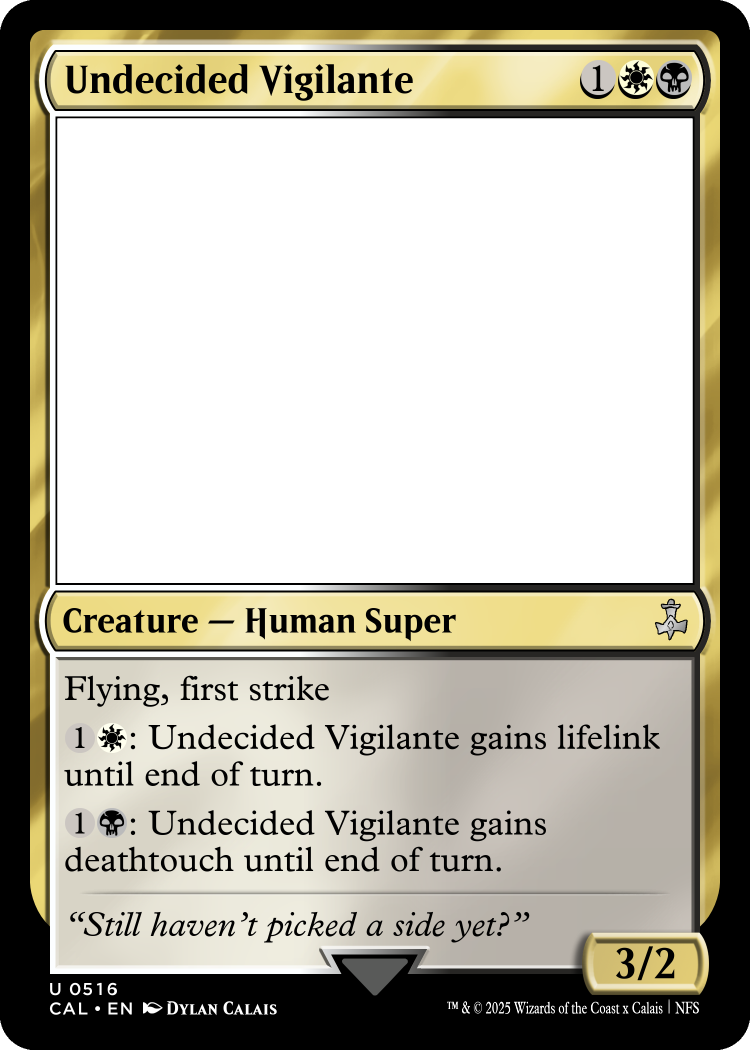 Undecided Vigilante 1
Creature — Human Super
Flying, first strike
1: Undecided Vigilante gains lifelink
until end of turn.
1: Undecided Vigilante gains
deathtouch until end of turn.
“Still haven’t picked a side yet?”
3/2
U 0516
CAL • EN DYLAN CALAIS
™ & © 2025 Wizards of the Coast x Calais | NFS